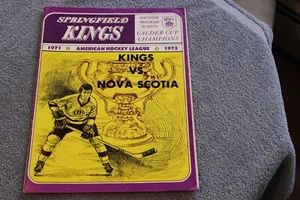 SPRINGFIELD
KINGS
SOUVENIR
PROGRAM
CALDER CUP
CHAMPIONS
1971 AMERICAN HOCKEY LEAGUE 1972
KINGS
VS
NOVA SCOTIA